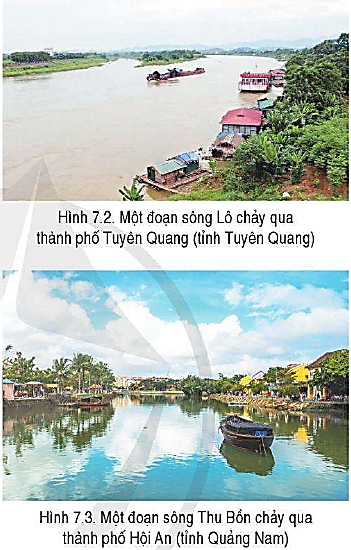 Hình 7.2. Một đoạn sông Lô chảy qua
thành phố Tuyên Quang (tỉnh Tuyên Quang)
Hình 7.3. Một đoạn sông Thu Bồn chảy qua
thành phố Hội An (tỉnh Quảng Nam)